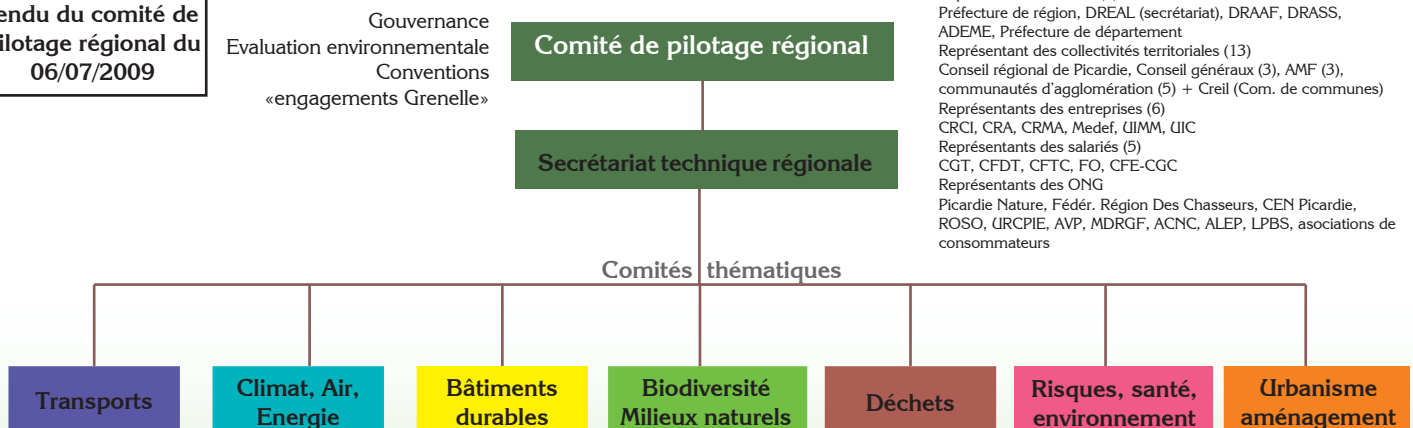 endu du comité de
pilotage régional du
06/07/2009
Gouvernance
Evaluation environnementale
Conventions
«engagements Grenelle»
Comité de pilotage régional
Secrétariat technique régionale
Préfecture de région, DREAL (secrétariat), DRAAF, DRASS,
ADEME, Préfecture de département
Représentant des collectivités territoriales (13)
Conseil régional de Picardie, Conseil généraux (3), AMF (3),
communautés d'agglomération (5) + Creil (Com. de communes)
Représentants des entreprises (6)
CRCI, CRA, CRMA, Medef, UIMM, UIC
Représentants des salariés (5)
CGT, CFDT, CFTC, FO, CFE-CGC
Représentants des ONG
Picardie Nature, Fédér. Région Des Chasseurs, CEN Picardie,
ROSO, URCPIE, AVP, MDRGF, ACNC, ALEP, LPBS, asociations de
consommateurs
Comités thématiques
Transports
Climat, Air,
Energie
Bâtiments
durables
Biodiversité
Milieux naturels
Déchets
Risques, santé,
environnement
Urbanisme
aménagement